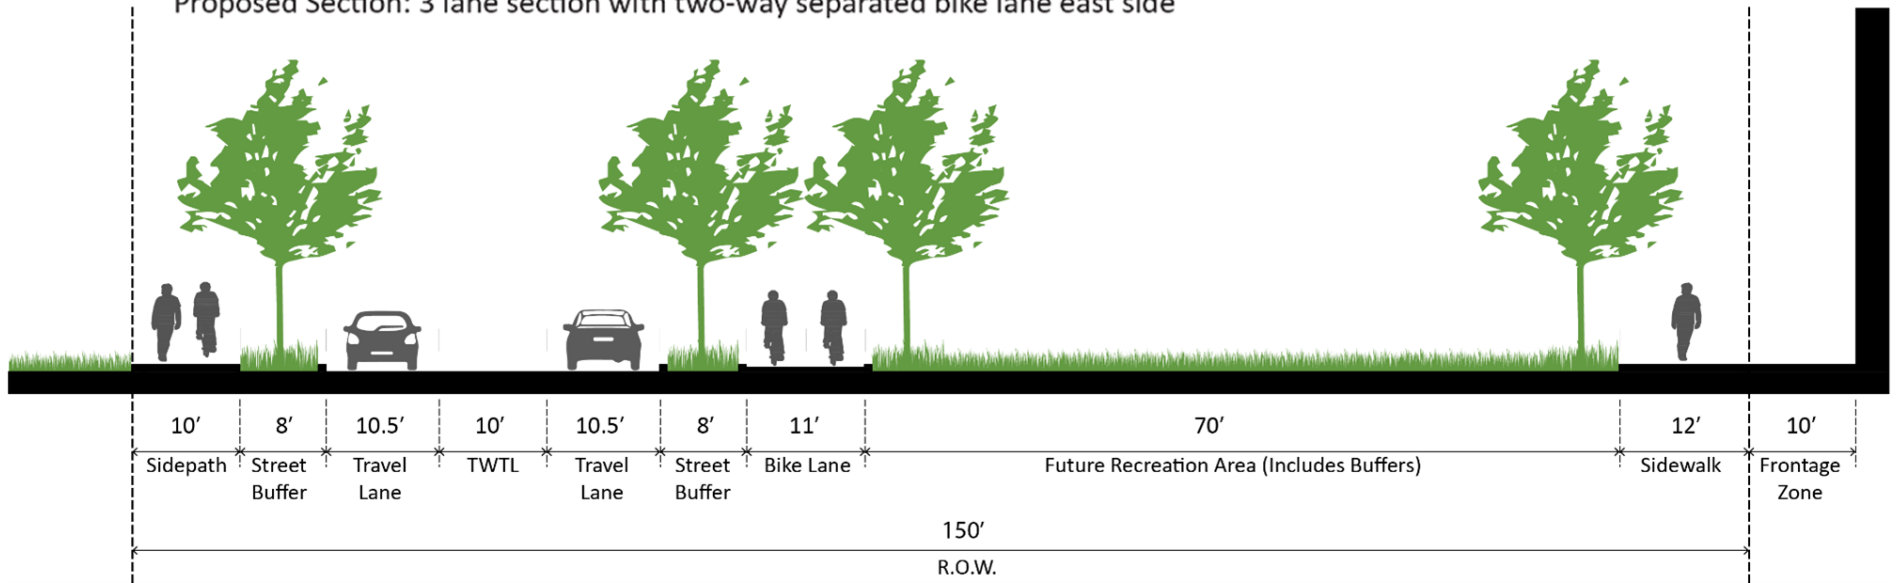 Proposed Section: 3 lane section with two-way separated bike lane east side
10’ 8’ 10.5’ 10’ 10.5’ 8’ 11’ 70’ 12’ 10’
Sidepath Street Travel TWTL Travel Street Bike Lane Future Recreation Area (Includes Buffers) Sidewalk Frontage
Buffer Lane Lane Buffer Zone
150’
R.O.W.